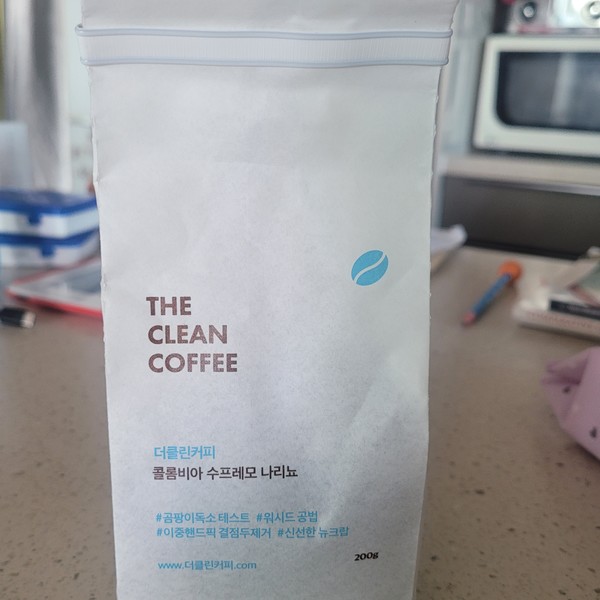 THE
CLEAN
COFFEE
더클린커피
콜롬비아 수프레모 나리뇨
#곰팡이독소 테스트 #워시드 공법
#이중핸드픽 결점두제거 #신선한 뉴크랍
200g
www.더클린커피.com